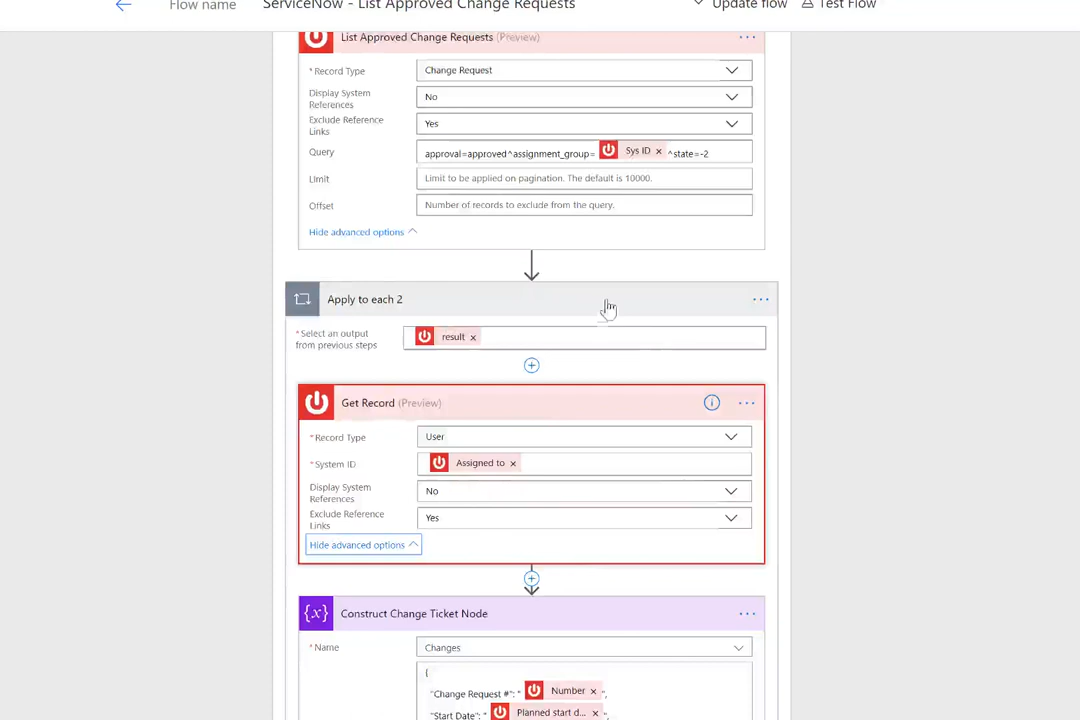 Flow name ServiceNow - List Approved Change Requests Update flow Test Flow
List Approved Change Requests (Preview) ...
* Record Type Change Request
Display System References No
Exclude Reference Links Yes
Query approval=approved^assignment_group= Sys ID × ^state=-2
Limit Limit to be applied on pagination. The default is 10000.
Offset Number of records to exclude from the query.
Hide advanced options
Apply to each 2 ...
* Select an output from previous steps result ×
Get Record (Preview) ...
* Record Type User
* System ID Assigned to ×
Display System References No
Exclude Reference Links Yes
Hide advanced options
{x} Construct Change Ticket Node ...
* Name Changes
{
"Change Request #": " Number × ",
"Start Date": " Planned start d... × ",